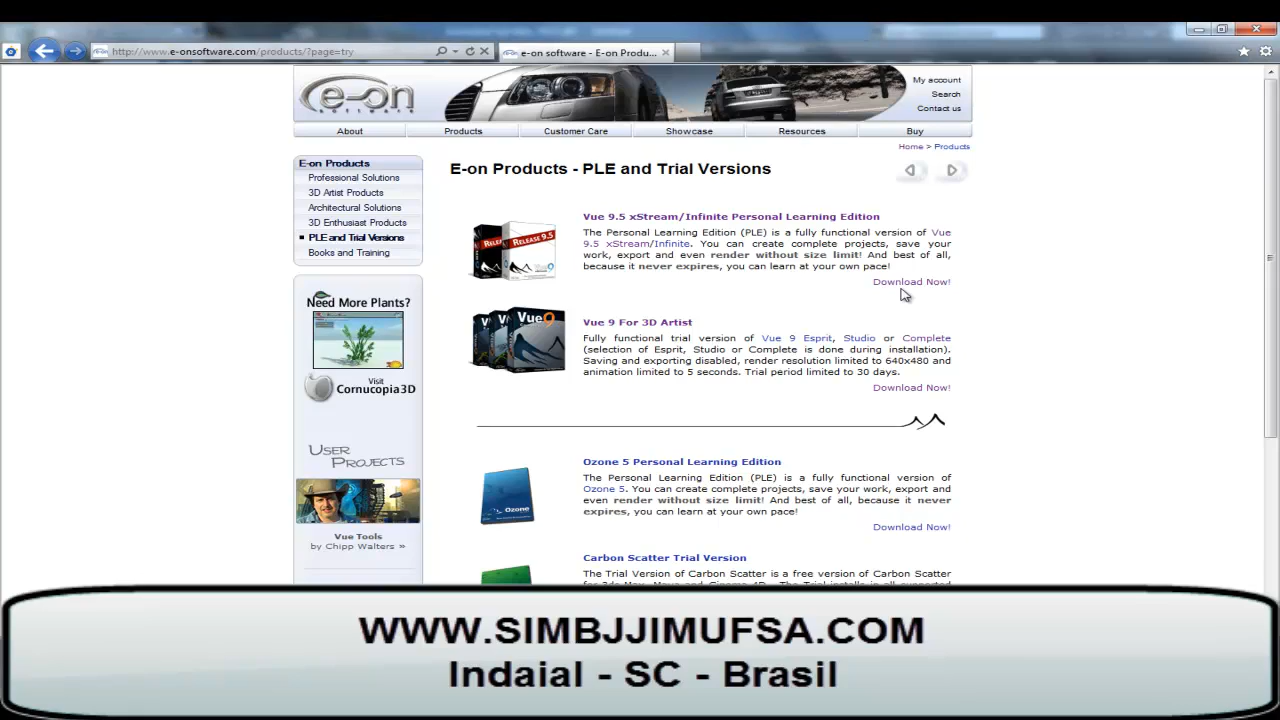 http://www.e-onsoftware.com/products/?page=try
e-on software - E-on Produ...
e-on
SOFTWARE
My account
Search
Contact us
About
Products
Customer Care
Showcase
Resources
Buy
Home > Products
E-on Products
Professional Solutions
3D Artist Products
Architectural Solutions
3D Enthusiast Products
PLE and Trial Versions
Books and Training
E-on Products - PLE and Trial Versions
Vue 9.5 xStream/Infinite Personal Learning Edition
The Personal Learning Edition (PLE) is a fully functional version of Vue
9.5 xStream/Infinite. You can create complete projects, save your
work, export and even render without size limit! And best of all,
because it never expires, you can learn at your own pace!
Download Now!
RELEASE 9.5
Vue 9 For 3D Artist
Fully functional trial version of Vue 9 Esprit, Studio or Complete
(selection of Esprit, Studio or Complete is done during installation).
Saving and exporting disabled, render resolution limited to 640x480 and
animation limited to 5 seconds. Trial period limited to 30 days.
Download Now!
Vue9
Need More Plants?
Visit
Cornucopia3D
USER
PROJECTS
Vue Tools
by Chipp Walters »
Ozone 5 Personal Learning Edition
The Personal Learning Edition (PLE) is a fully functional version of
Ozone 5. You can create complete projects, save your work, export and
even render without size limit! And best of all, because it never
expires, you can learn at your own pace!
Download Now!
Ozone
Carbon Scatter Trial Version
The Trial Version of Carbon Scatter is a free version of Carbon Scatter
WWW.SIMBJJIMUFSA.COM
Indaial - SC - Brasil